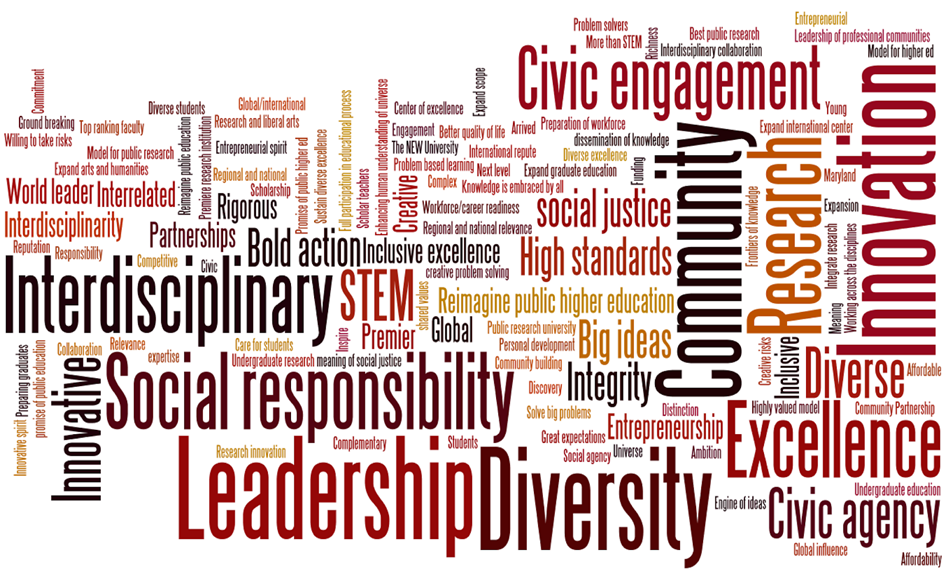 Problem solvers
Entrepreneurial
More than STEM
Richness
Best public research
Leadership of professional communities
Interdisciplinary collaboration
Model for higher ed
Civic engagement
Innovation
Commitment
Ground breaking
Willing to take risks
Top ranking faculty
Diverse students
Global/international
Research and liberal arts
Entrepreneurial spirit
Model for public research
Expand arts and humanities
Reimagine public education
Premiere research institution
Regional and national
Scholarship
Promise of public higher ed
Sustain diverse excellence
Full participation in educational process
Scholar teachers
Enhancing human understanding of universe
Center of excellence
Expand scope
Engagement
Better quality of life
Arrived
Preparation of workforce
The NEW University
International repute
dissemination of knowledge
Problem based learning
Next level
Diverse excellence
Expand graduate education
Creative
Complex
Knowledge is embraced by all
Funding
Community
Research
Young
Expand international center
Maryland
Frontiers of knowledge
Expansion
Integrate research
Working across the disciplines
Meaning
World leader
Interrelated
Rigorous
Interdisciplinarity
Partnerships
Workforce/career readiness
Regional and national relevance
social justice
Reputation
Responsibility
Bold action
Inclusive excellence
High standards
Competitive
Civic
creative problem solving
Interdisciplinary
STEM
shared values
Reimagine public higher education
Premier
Global
Public research university
Personal development
Big ideas
Inspire
Preparing graduates
promise of public education
Innovative spirit
Collaboration
Relevance
expertise
Care for students
Undergraduate research
meaning of social justice
Community building
Integrity
Creative risks
Inclusive
Diverse
Affordable
Innovative
Social responsibility
Discovery
Solve big problems
Distinction
Highly valued model
Community Partnership
Entrepreneurship
Excellence
Great expectations
Social agency
Universe
Ambition
Research innovation
Complementary
Students
Leadership
Diversity
Engine of ideas
Civic agency
Undergraduate education
Global influence
Affordability